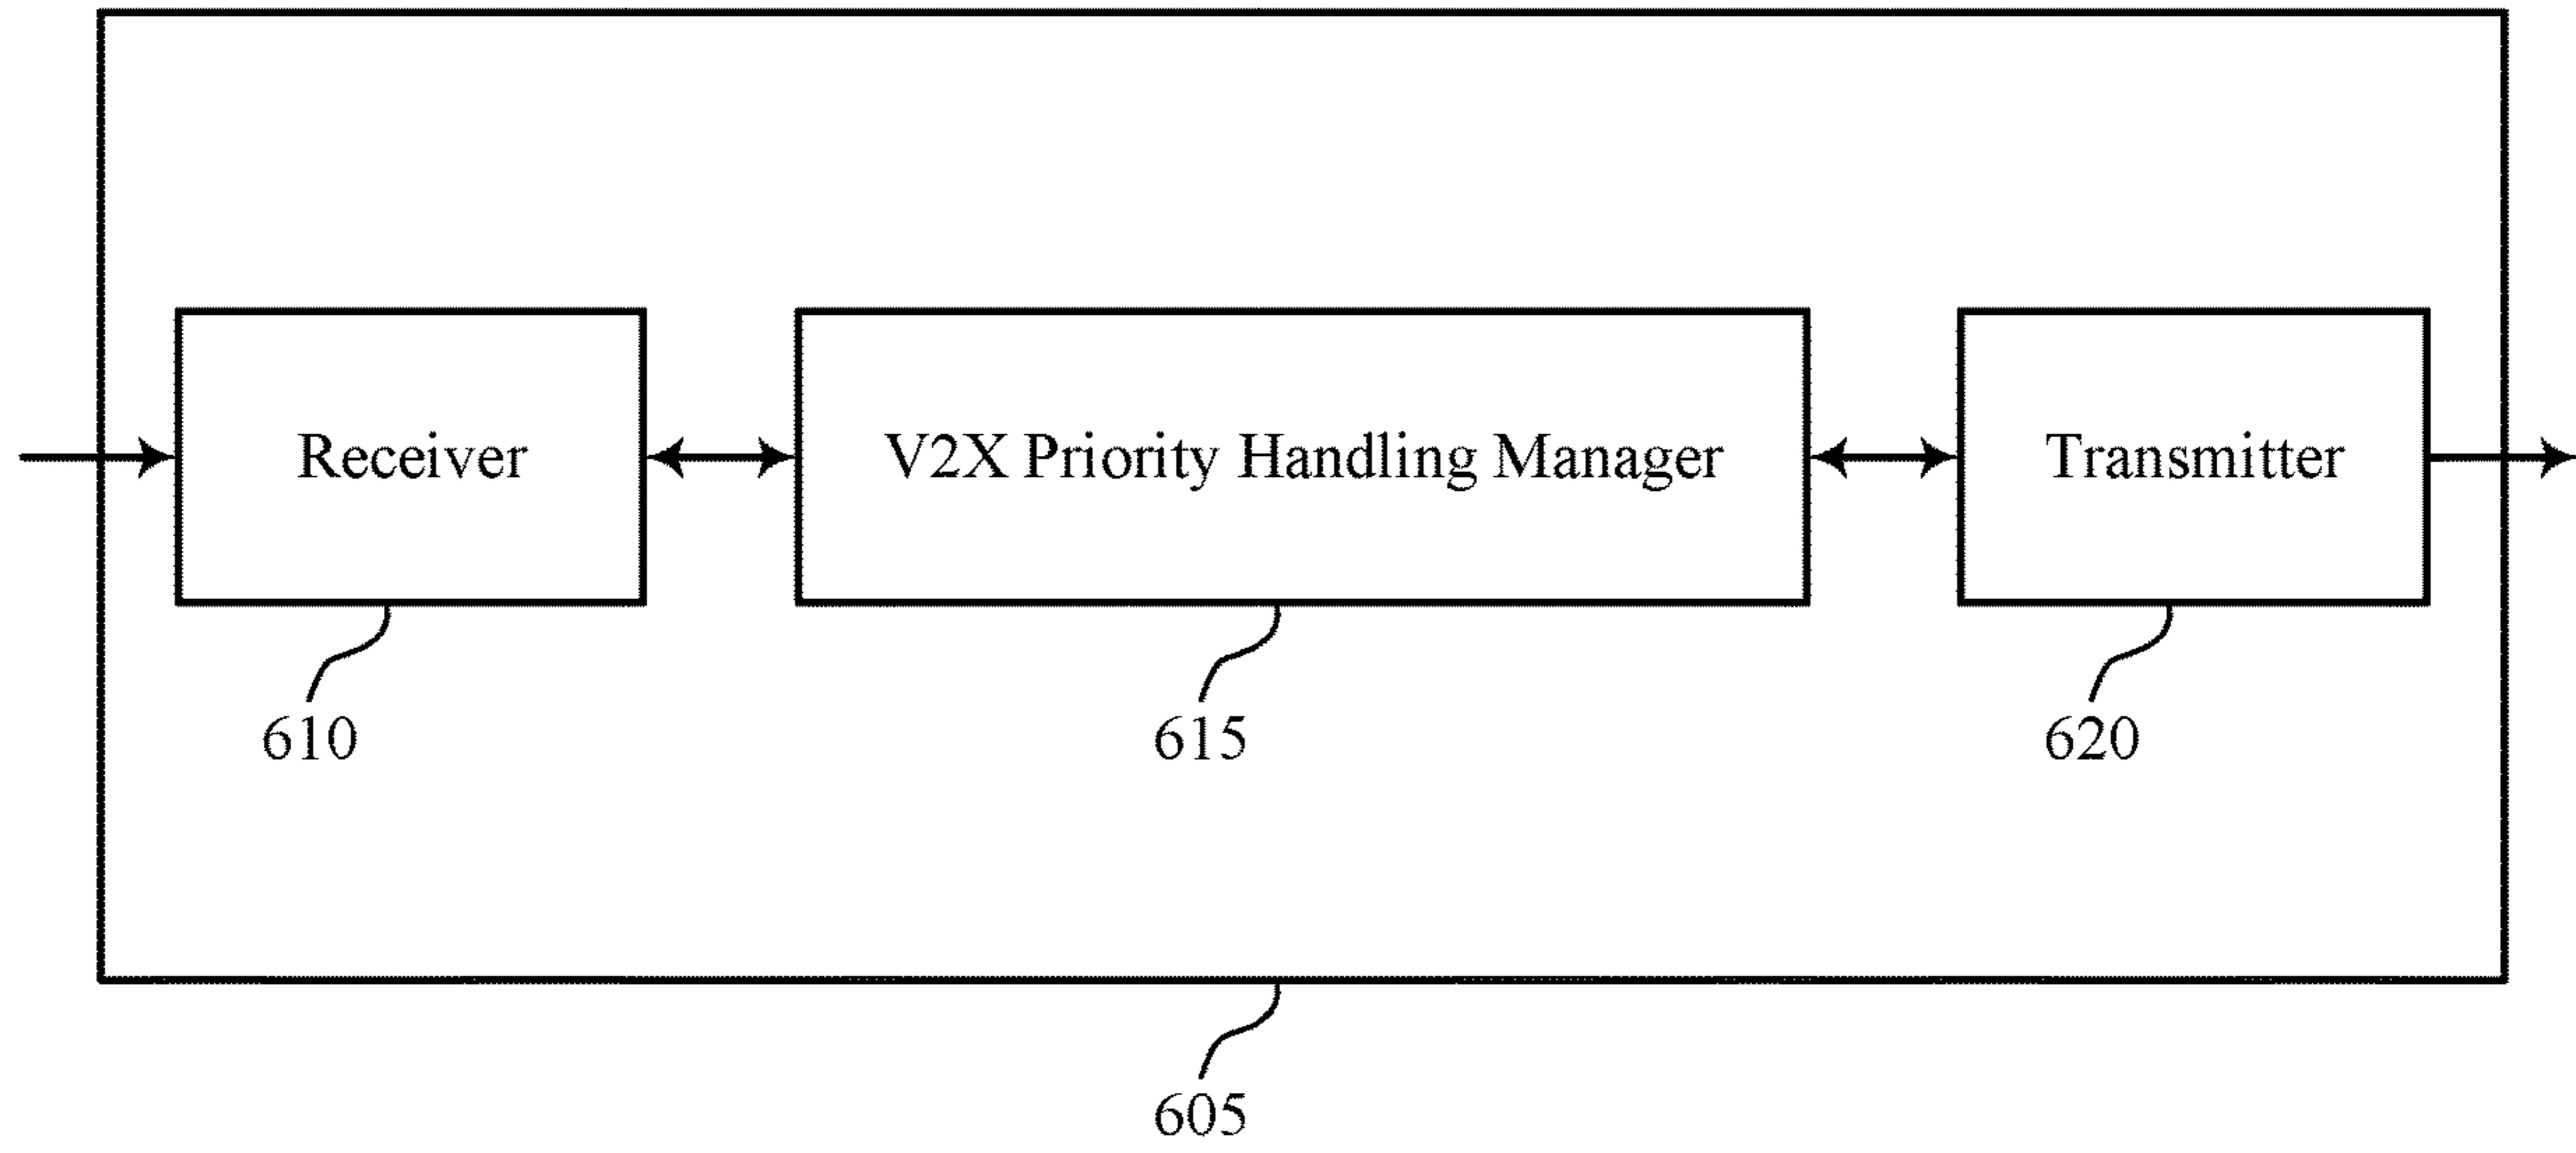 Receiver
V2X Priority Handling Manager
Transmitter
610
615
620
605